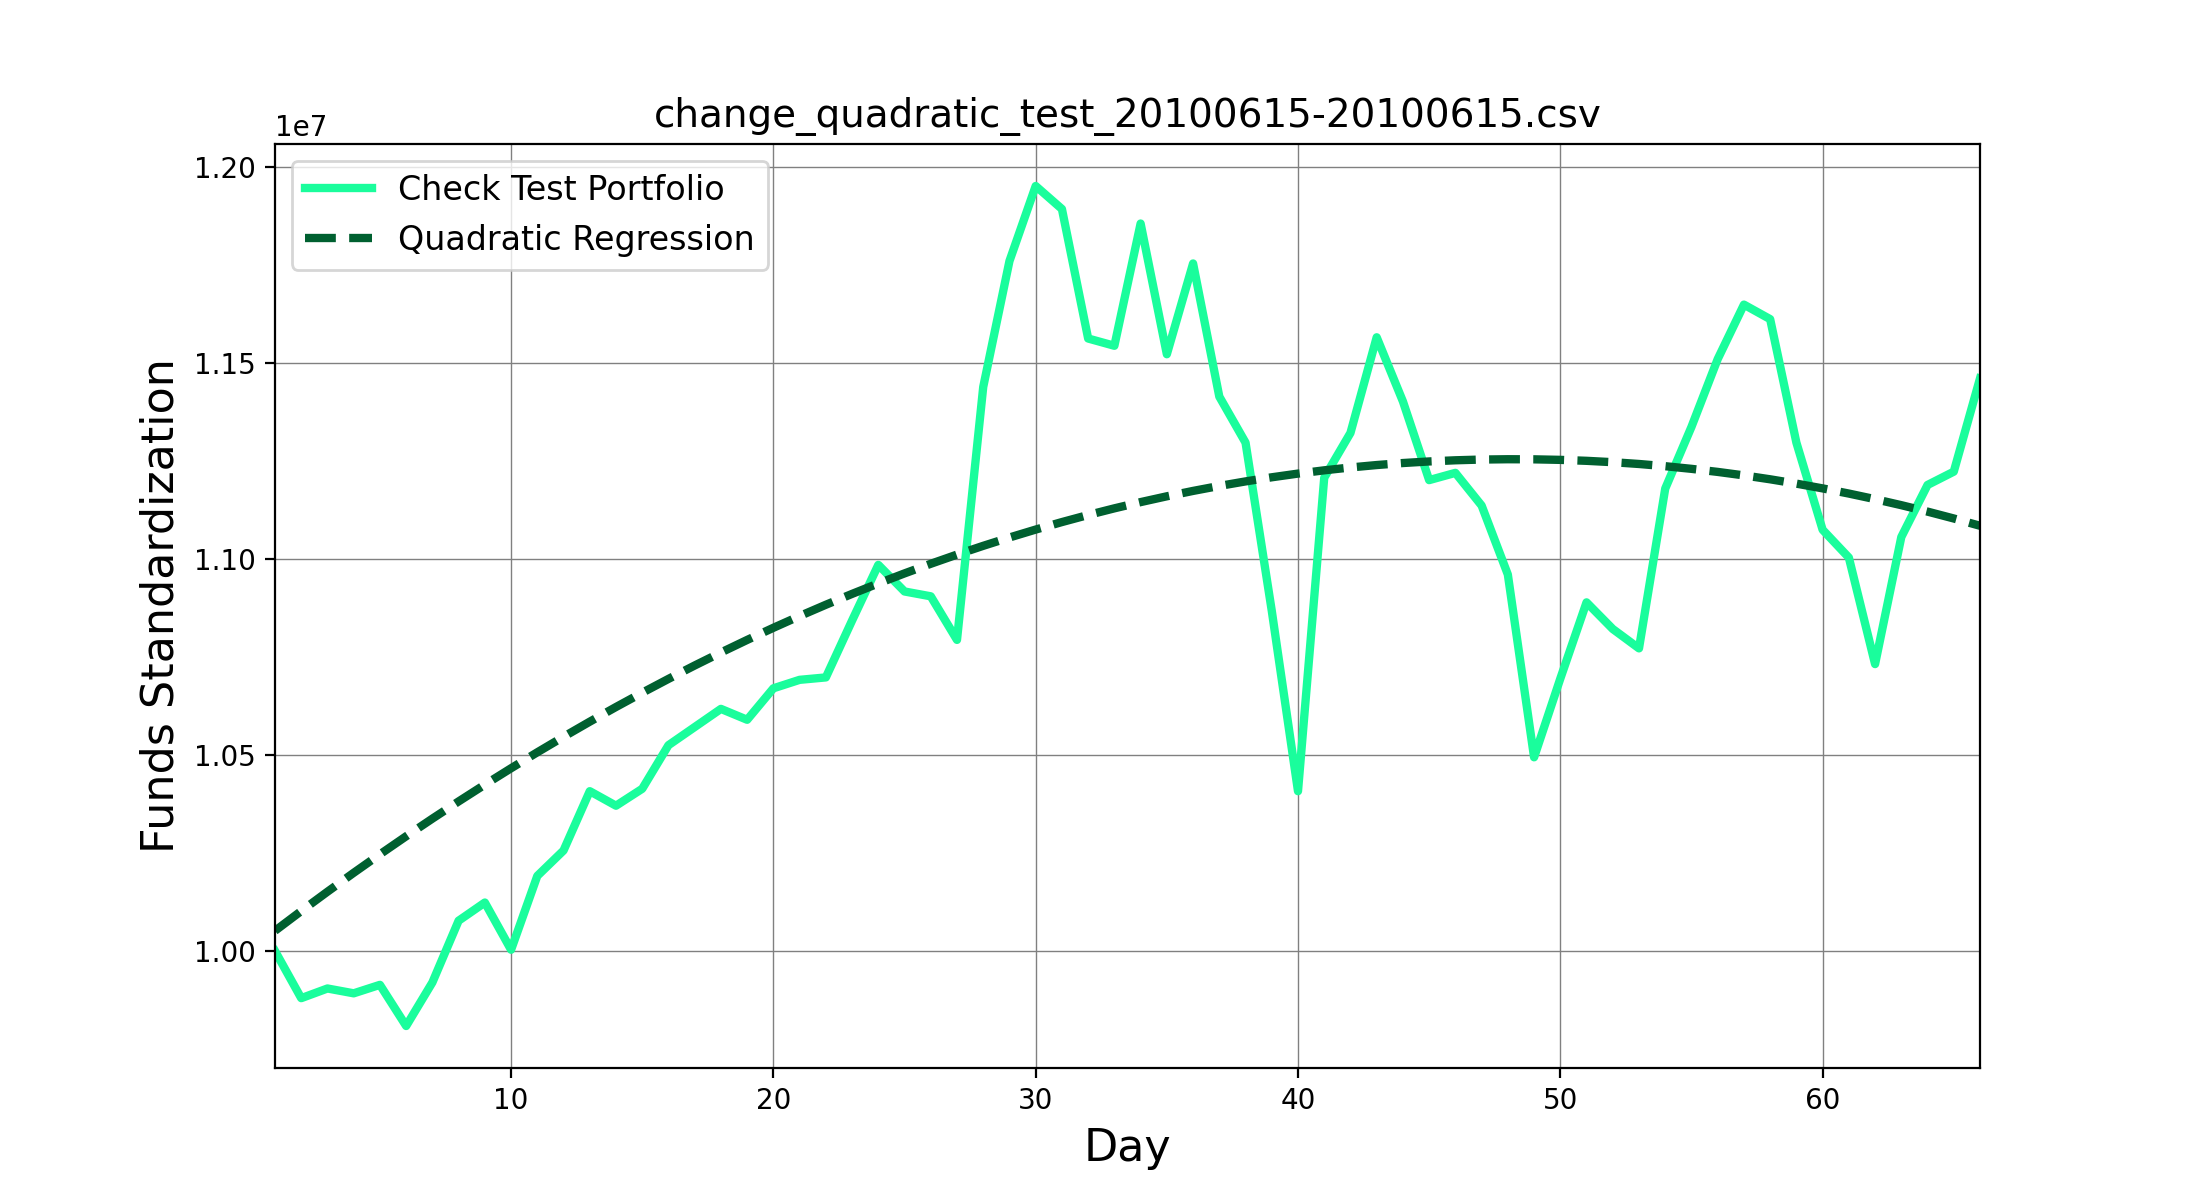 change_quadratic_test_20100615-20100615.csv
1e7
Check Test Portfolio
Quadratic Regression
1.20
1.15
1.10
1.05
1.00
Funds Standardization
10 20 30 40 50 60
Day